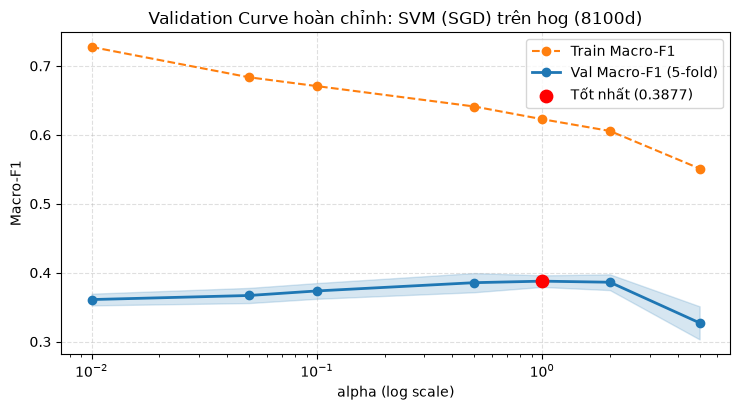 Validation Curve hoàn chỉnh: SVM (SGD) trên hog (8100d)
Train Macro-F1
Val Macro-F1 (5-fold)
Tốt nhất (0.3877)
Macro-F1
0.7
0.6
0.5
0.4
0.3
10⁻²
10⁻¹
10⁰
alpha (log scale)